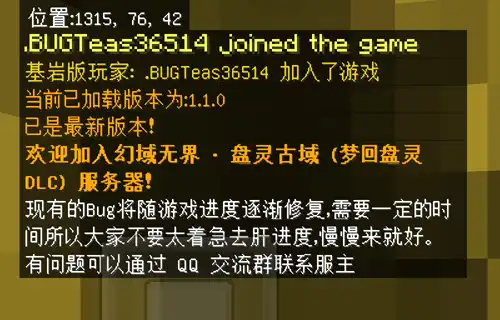 位置:1315, 76, 42
.BUGTeas36514 joined the game
基岩版玩家: .BUGTeas36514 加入了游戏
当前已加载版本为:1.1.0
已是最新版本!
欢迎加入幻域无界 · 盘灵古域 (梦回盘灵
DLC) 服务器!
现有的Bug将随游戏进度逐渐修复,需要一定的时
间所以大家不要太着急去肝进度,慢慢来就好。
有问题可以通过 QQ 交流群联系服主